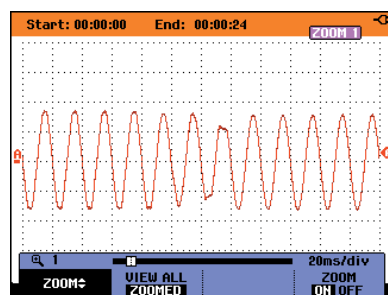 Start: 00:00:00 End: 00:00:24
ZOOM 1
A
1 20ms/div
ZOOM VIEW ALL ZOOM
ZOOMED ON OFF